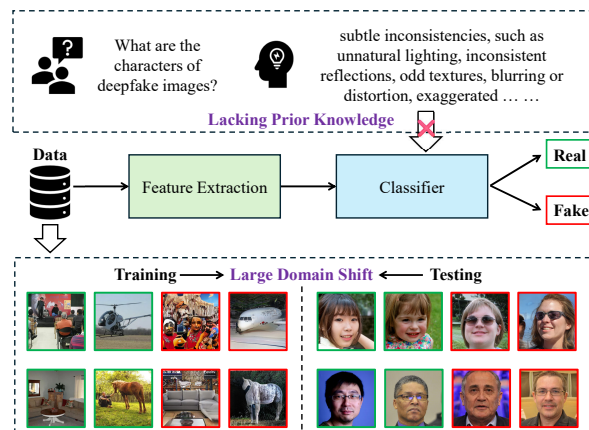 What are the
characters of
deepfake images?
subtle inconsistencies, such as
unnatural lighting, inconsistent
reflections, odd textures, blurring or
distortion, exaggerated … …
Lacking Prior Knowledge
Data
Feature Extraction
Classifier
Real
Fake
Training
Large Domain Shift
Testing